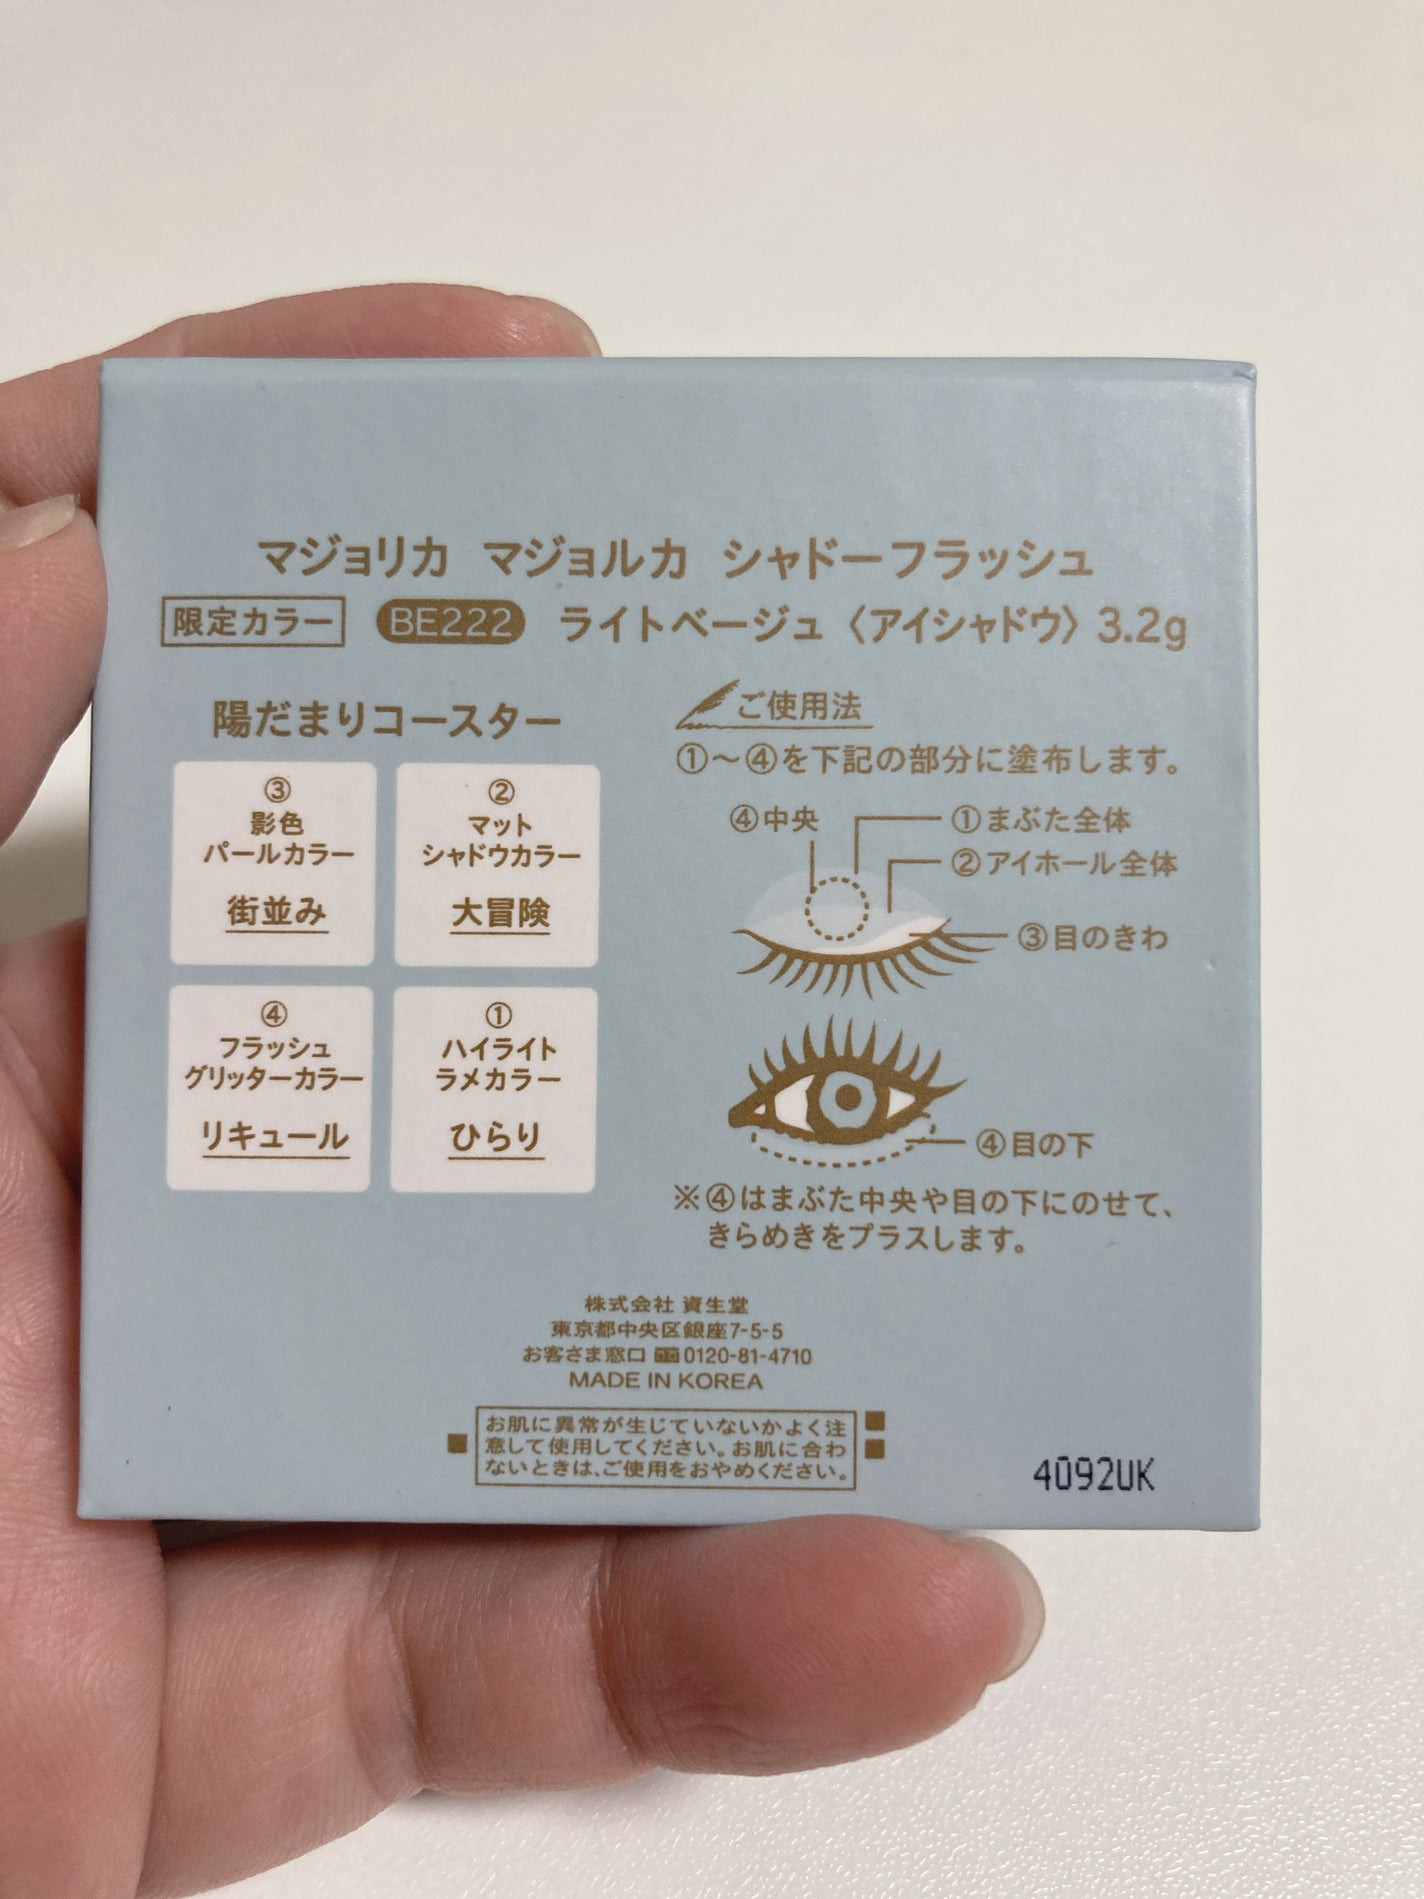 マジョリカ マジョルカ シャドーフラッシュ
限定カラー BE222 ライトベージュ〈アイシャドウ〉3.2g
陽だまりコースター
③
影色
パールカラー
街並み
②
マット
シャドウカラー
大冒険
④
フラッシュ
グリッターカラー
リキュール
①
ハイライト
ラメカラー
ひらり
ご使用法
①～④を下記の部分に塗布します。
④中央
①まぶた全体
②アイホール全体
③目のきわ
④目の下
※④はまぶた中央や目の下にのせて、
きらめきをプラスします。
株式会社 資生堂
東京都中央区銀座7-5-5
お客さま窓口 0120-81-4710
MADE IN KOREA
お肌に異常が生じていないかよく注
意して使用してください。お肌に合わ
ないときは、ご使用をおやめください。
4092UK